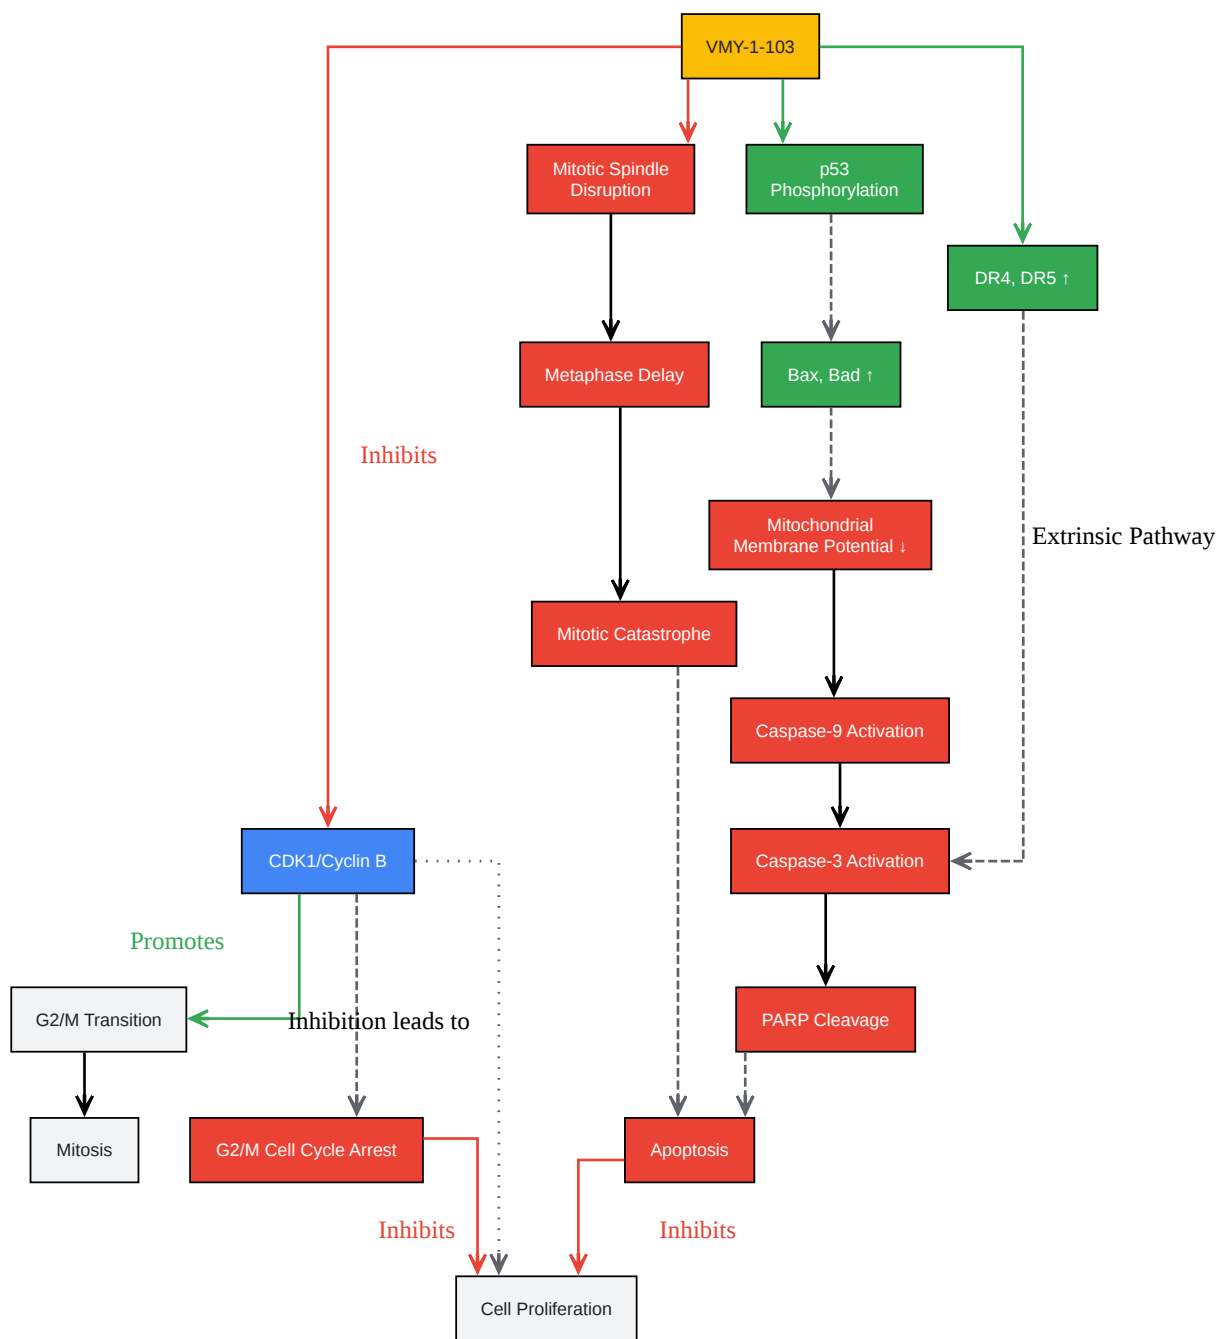 VMY-1-103
Mitotic Spindle
Disruption
p53
Phosphorylation
DR4, DR5 ↑
Metaphase Delay
Bax, Bad ↑
Inhibits
Mitochondrial
Membrane Potential ↓
Extrinsic Pathway
Mitotic Catastrophe
Caspase-9 Activation
CDK1/Cyclin B
Caspase-3 Activation
Promotes
G2/M Transition
Inhibition leads to
PARP Cleavage
Mitosis
G2/M Cell Cycle Arrest
Apoptosis
Inhibits
Inhibits
Cell Proliferation